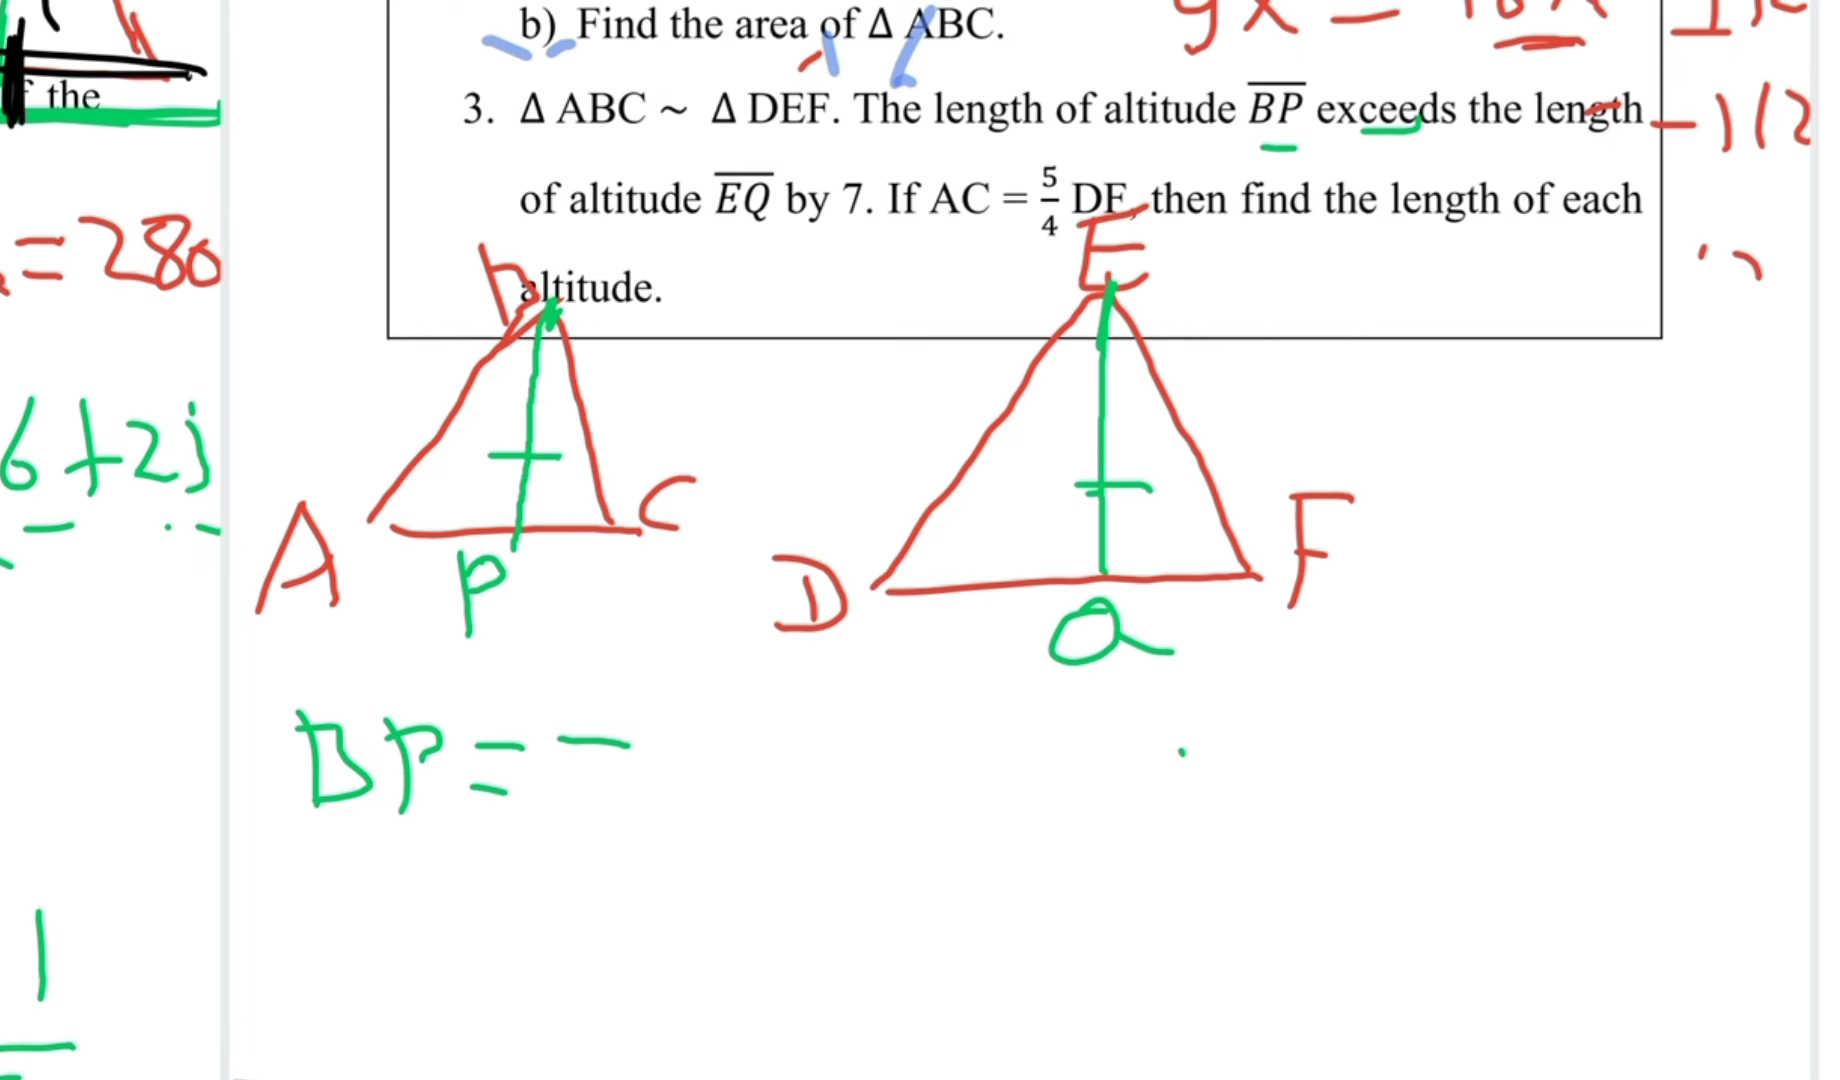 b) Find the area of Δ ABC.
the
3. Δ ABC ~ Δ DEF. The length of altitude BP exceeds the length
-112
of altitude EQ by 7. If AC = 5/4 DF, then find the length of each
= 280
altitude.
B
E
6+2j
A
P
C
D
Q
F
BP = -
1